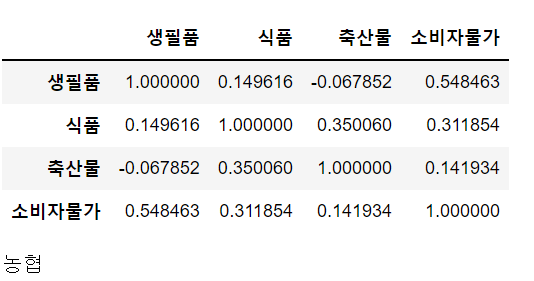 생필품 식품 축산물 소비자물가
생필품 1.000000 0.149616 -0.067852 0.548463
식품 0.149616 1.000000 0.350060 0.311854
축산물 -0.067852 0.350060 1.000000 0.141934
소비자물가 0.548463 0.311854 0.141934 1.000000
농협